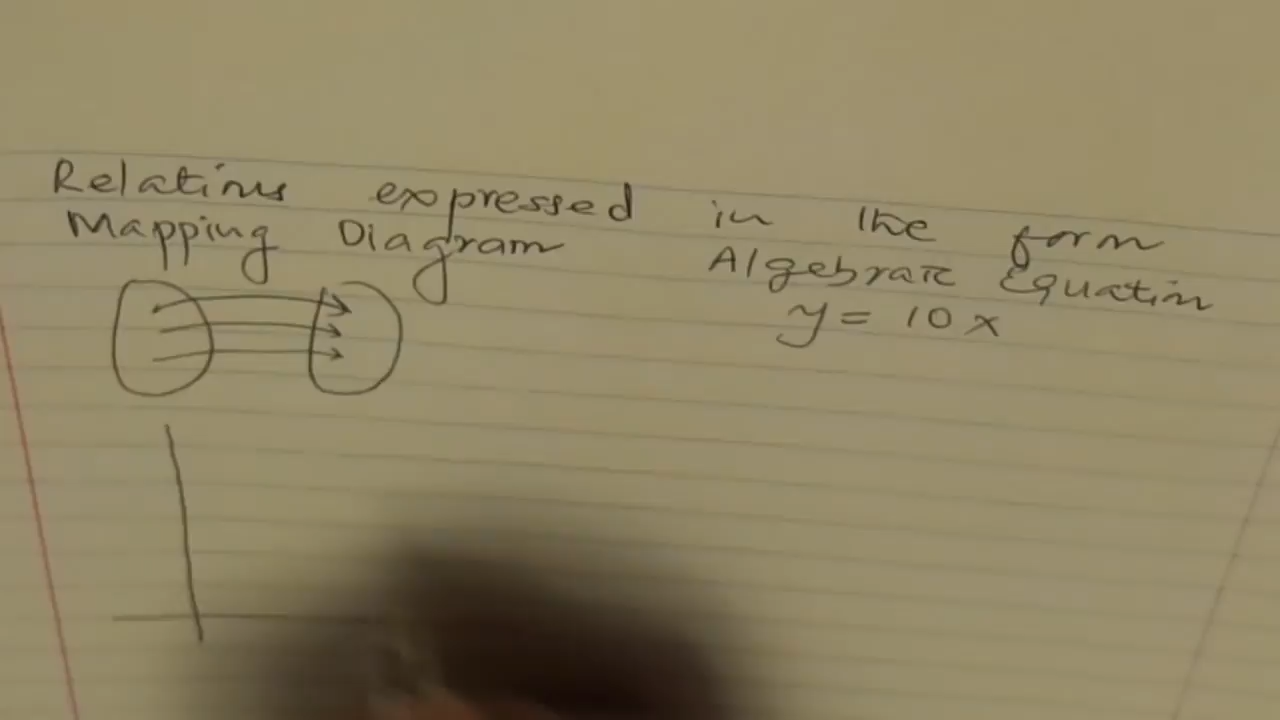 Relations expressed in the form
Mapping Diagram Algebraic Equation
y = 10x